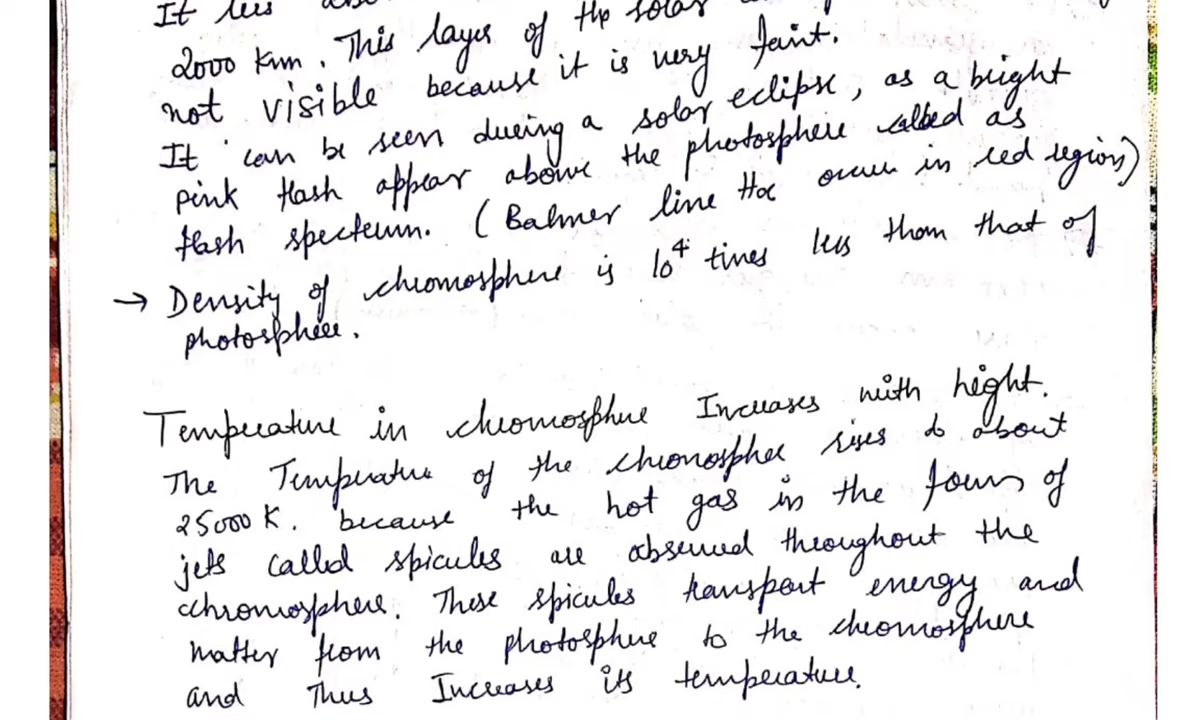 It lies
2000 Km. This layer of the solar
not visible because it is very faint.
It can be seen during a solar eclipse, as a bright
pink flash appear above the photosphere called as
flash spectrum. (Balmer line Hα occur in red region)
→ Density of chromosphere is 10⁴ times less than that of
photosphere.
Temperature in chromosphere Increases with hight.
The Temperature of the chromosphere rises to about
25000 K. because the hot gas in the form of
jets called spicules are observed throughout the
chromosphere. These spicules transport energy and
matter from the photosphere to the chromosphere
and Thus Increases its temperature.